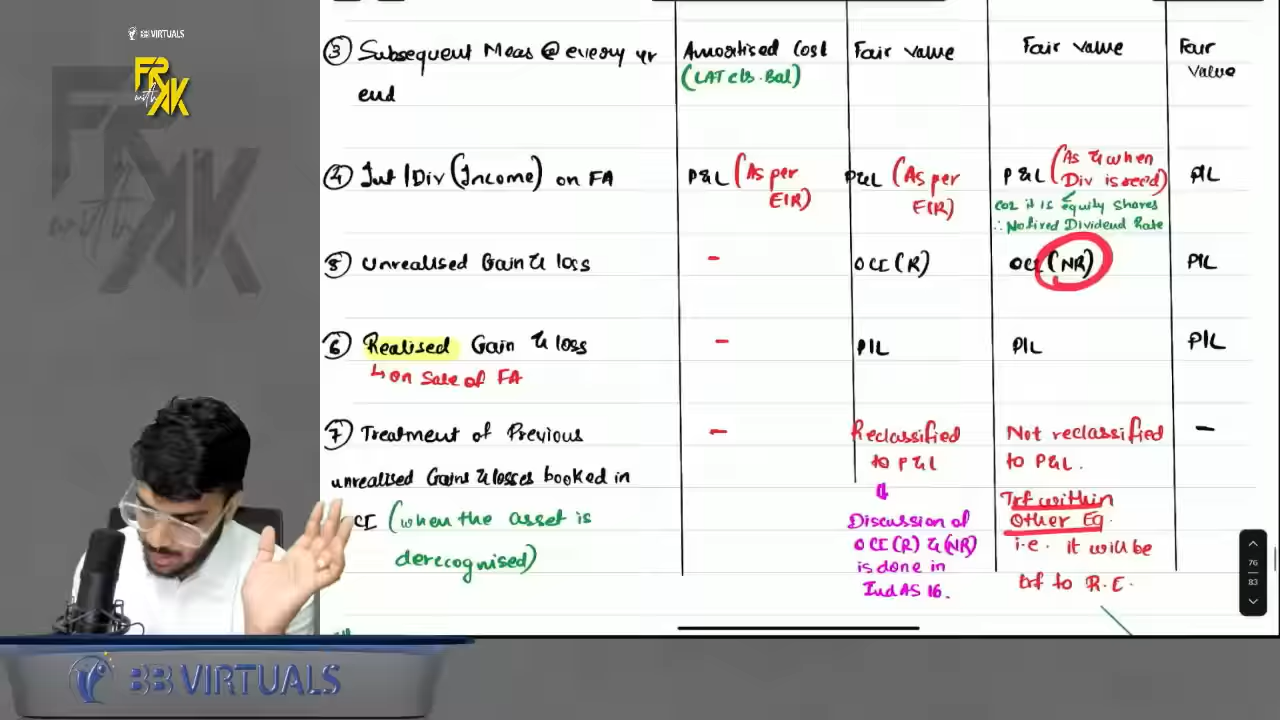 BB VIRTUALS
FR
with
KK
③ Subsequent Meas @ every yr
end
Amortised Cost
(LAT cls. Bal)
Fair value
Fair value
Fair
value
④ Int / Div (Income) on FA
P&L (As per
EIR)
P&L (As per
EIR)
P&L (As & when
Div is recd)
coz it is Equity shares
∴ No fixed Dividend Rate
P/L
⑤ unrealised Gain & loss
-
OCI (R)
OCI (NR)
P/L
⑥ Realised Gain & loss
↳ on Sale of FA
-
P/L
P/L
P/L
⑦ Treatment of Previous
unrealised Gains & losses booked in
CI (when the asset is
derecognised)
-
Reclassified
to P&L
⇓
Discussion of
OCI (R) & (NR)
is done in
Ind AS 16.
Not reclassified
to P&L.
Trf within
Other Eq.
i.e. it will be
trf to R.E.
-
76
83
BB VIRTUALS